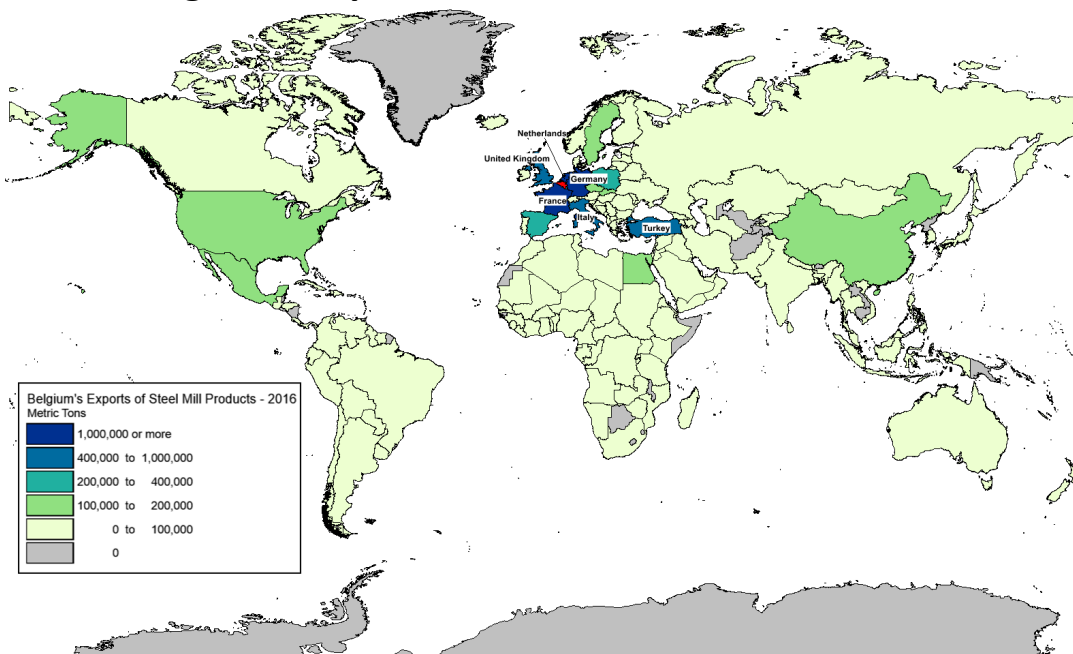 Netherlands
United Kingdom
Germany
France
Italy
Turkey
Belgium's Exports of Steel Mill Products - 2016
Metric Tons
1,000,000 or more
400,000 to 1,000,000
200,000 to 400,000
100,000 to 200,000
0 to 100,000
0